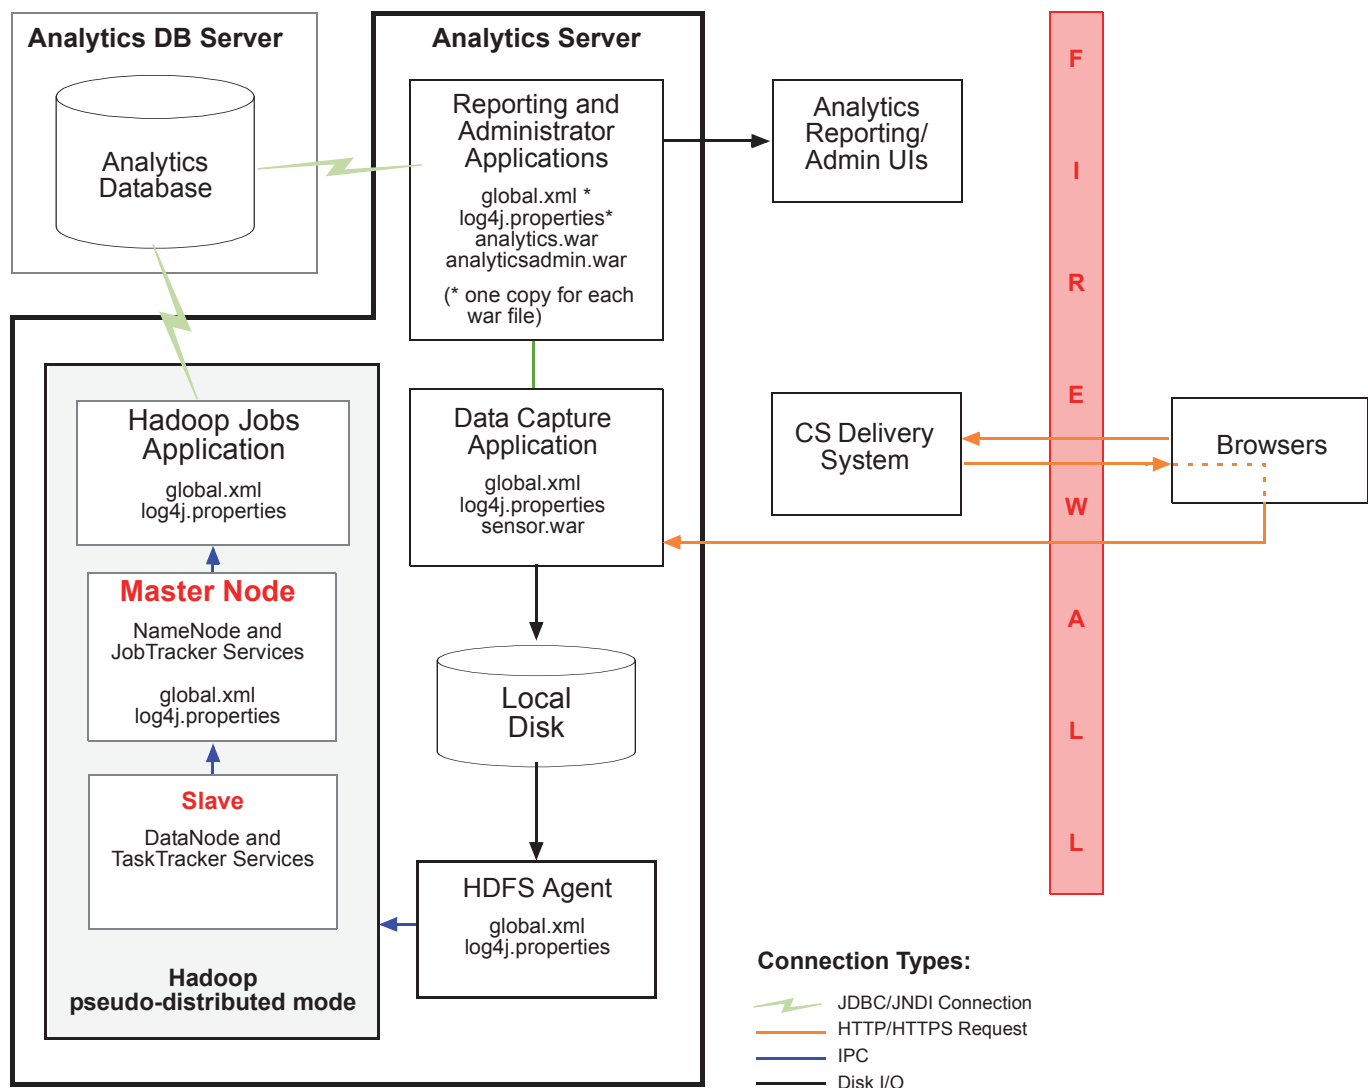 Analytics DB Server
Analytics
Database
Analytics Server
Reporting and
Administrator
Applications
global.xml *
log4j.properties*
analytics.war
analyticsadmin.war
(* one copy for each
war file)
Analytics
Reporting/
Admin UIs
F
I
R
E
W
A
L
L
Hadoop Jobs
Application
global.xml
log4j.properties
Master Node
NameNode and
JobTracker Services
global.xml
log4j.properties
Slave
DataNode and
TaskTracker Services
Hadoop
pseudo-distributed mode
Data Capture
Application
global.xml
log4j.properties
sensor.war
Local
Disk
HDFS Agent
global.xml
log4j.properties
CS Delivery
System
Browsers
Connection Types:
JDBC/JNDI Connection
HTTP/HTTPS Request
IPC
Disk I/O